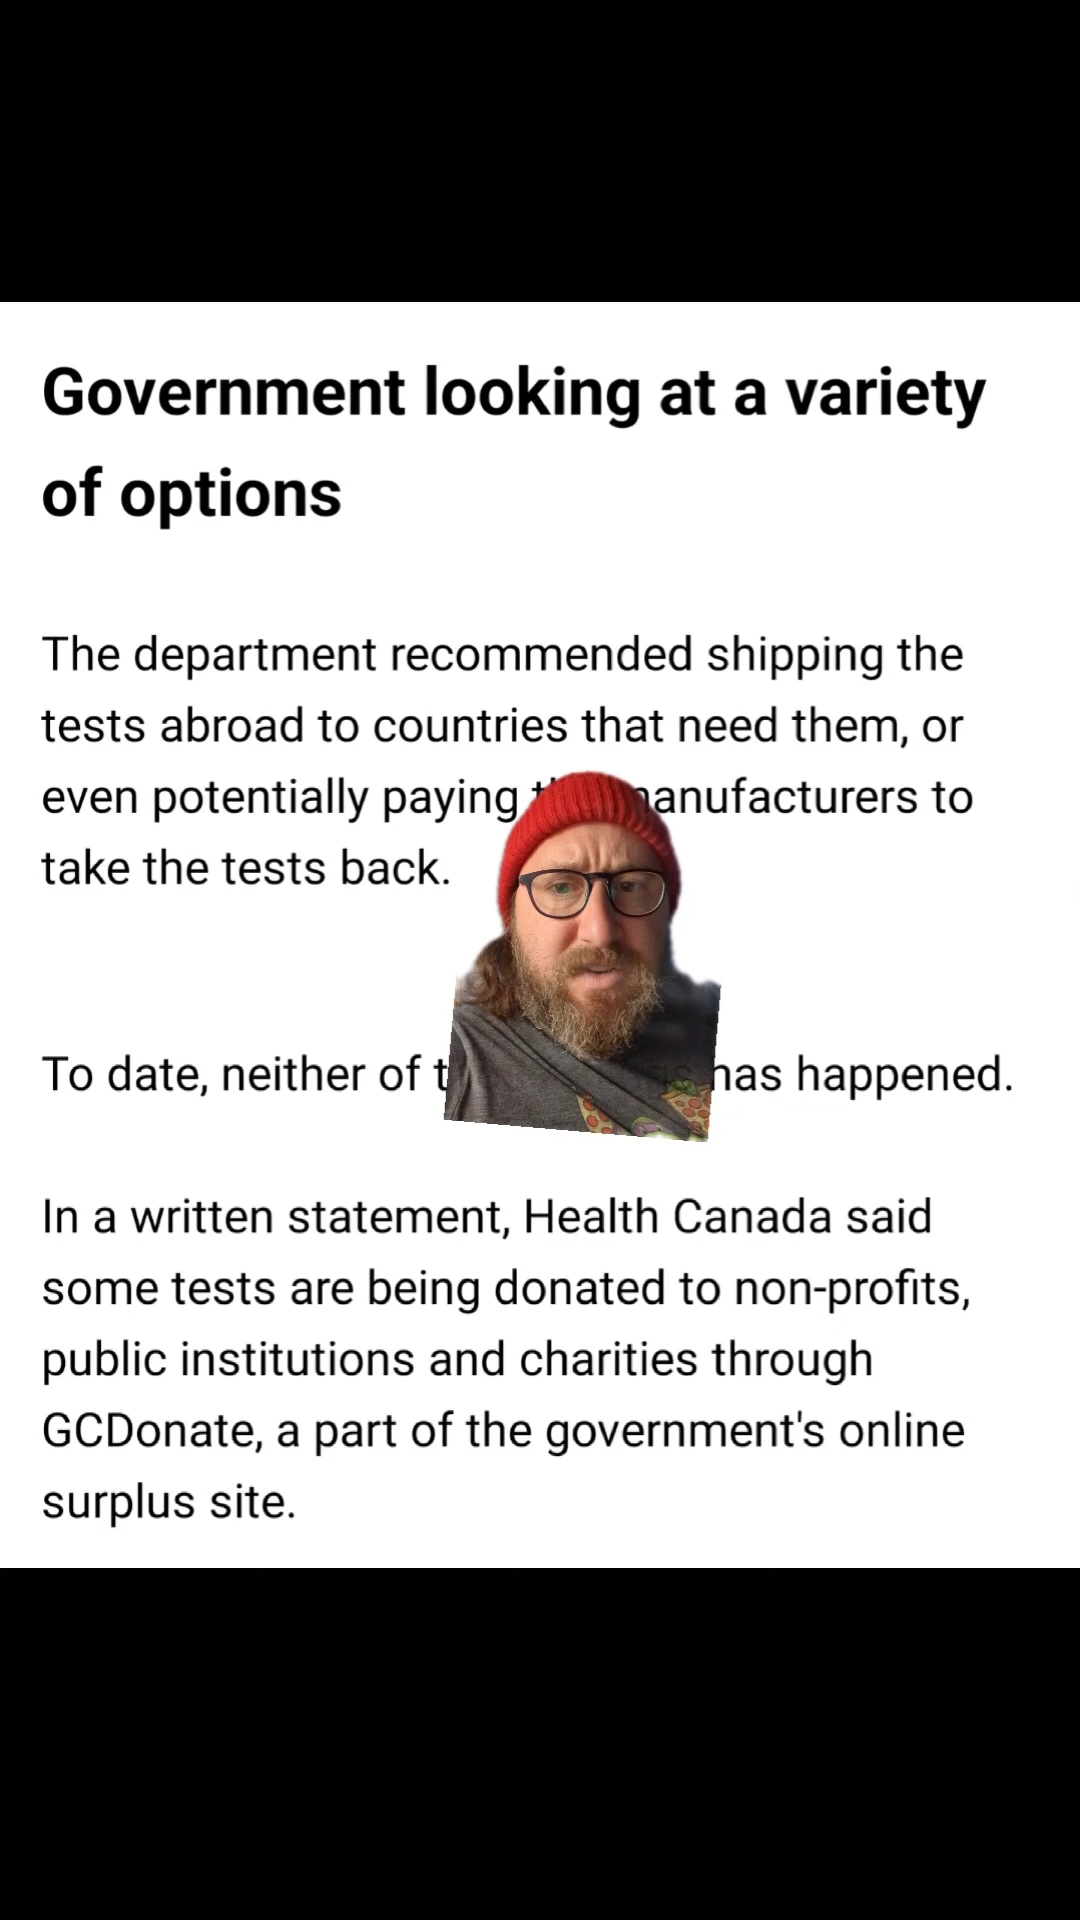 Government looking at a variety
of options
The department recommended shipping the
tests abroad to countries that need them, or
even potentially paying manufacturers to
take the tests back.
To date, neither of has happened.
In a written statement, Health Canada said
some tests are being donated to non-profits,
public institutions and charities through
GCDonate, a part of the government's online
surplus site.